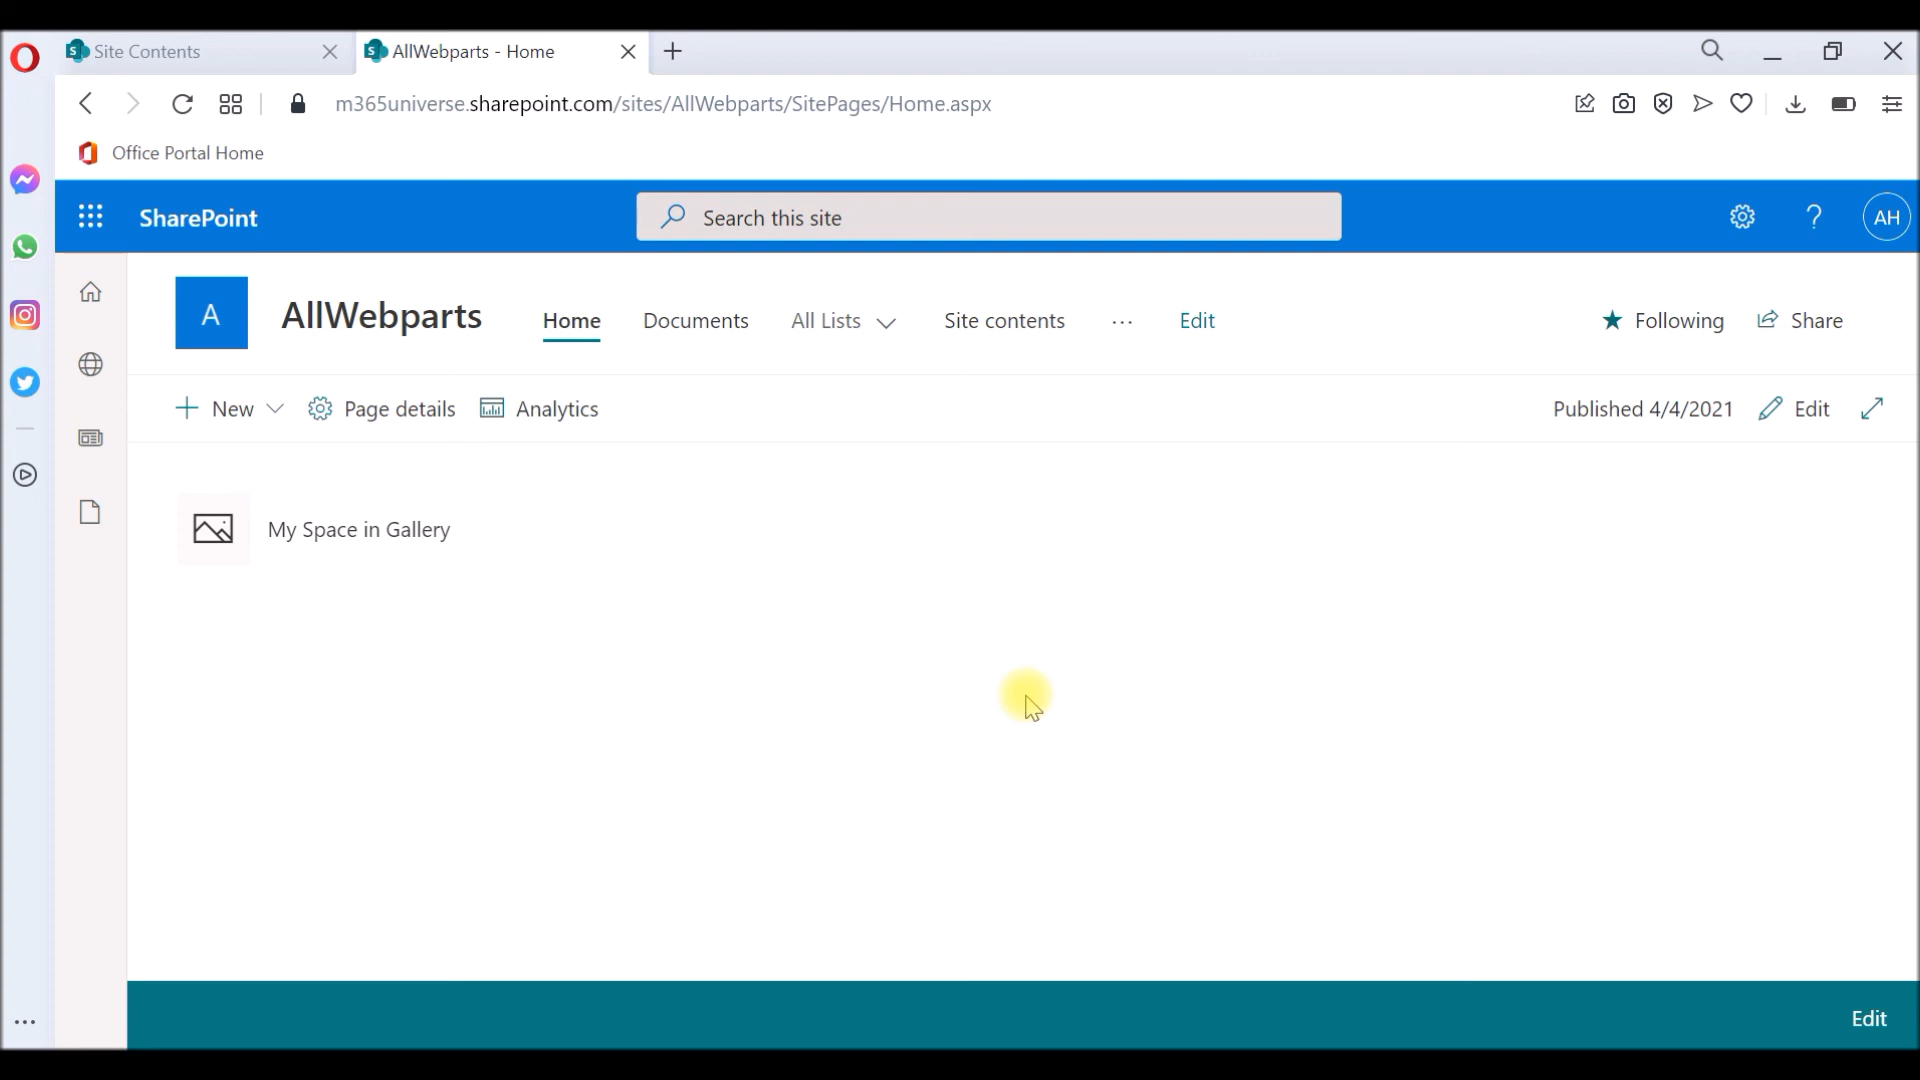 Site Contents
AllWebparts - Home
m365universe.sharepoint.com/sites/AllWebparts/SitePages/Home.aspx
Office Portal Home
SharePoint
Search this site
AH
A
AllWebparts
Home
Documents
All Lists
Site contents
...
Edit
Following
Share
New
Page details
Analytics
Published 4/4/2021
Edit
My Space in Gallery
Edit